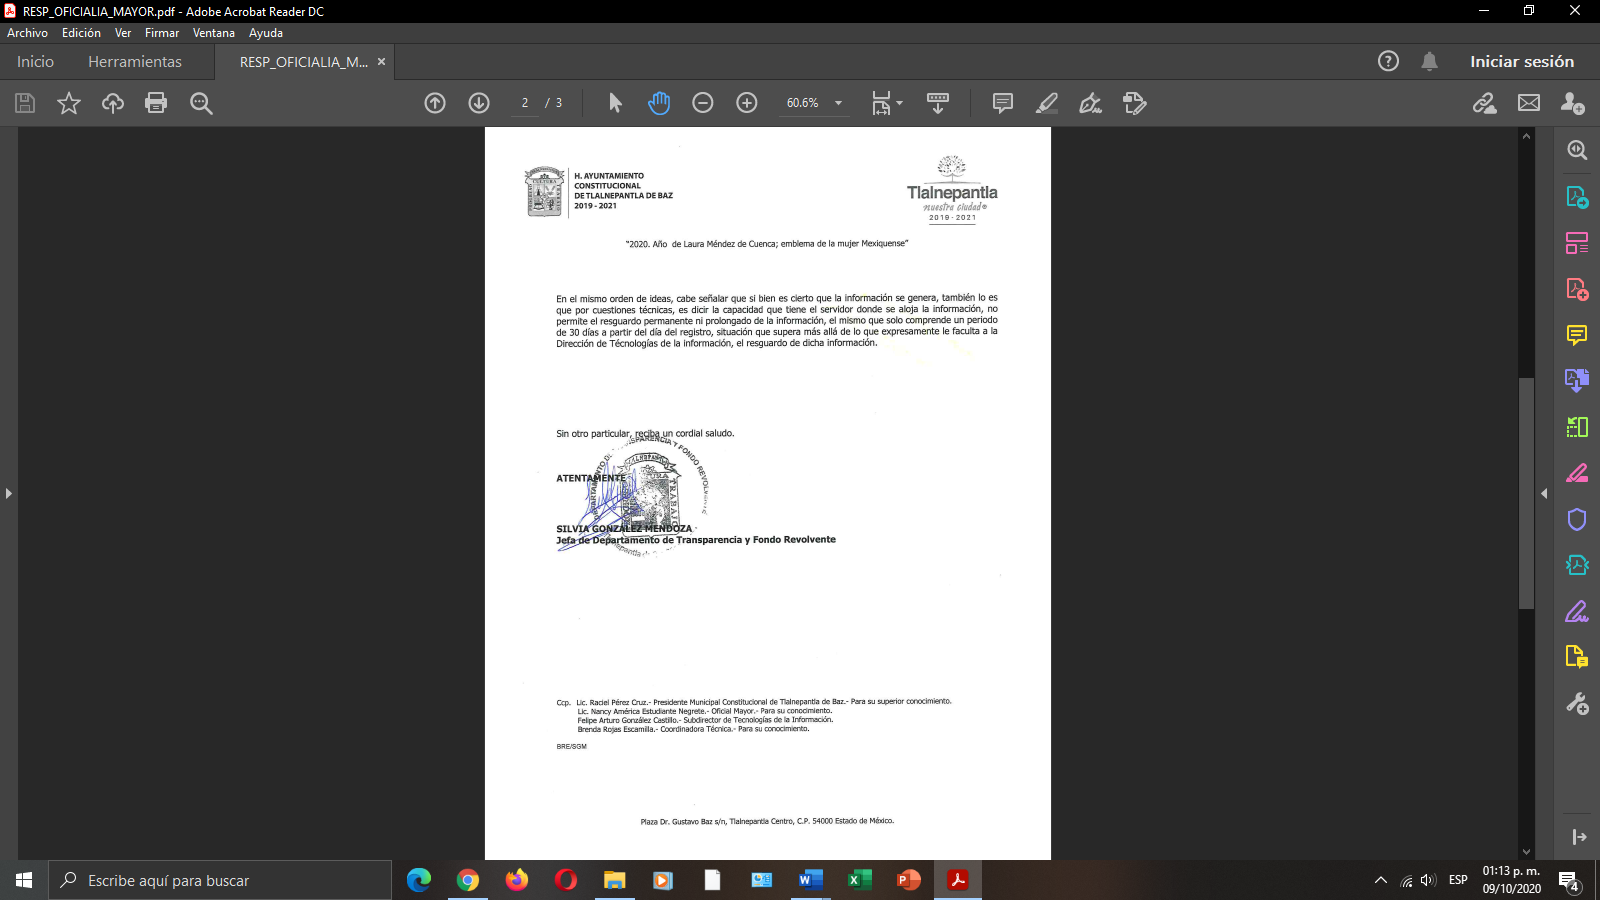 RESP_OFICIALIA_MAYOR.pdf - Adobe Acrobat Reader DC
Archivo Edición Ver Firmar Ventana Ayuda
Inicio Herramientas RESP_OFICIALIA_M... × Iniciar sesión
2 / 3 60.6%
H. AYUNTAMIENTO
CONSTITUCIONAL
DE TLALNEPANTLA DE BAZ
2019 - 2021
Tlalnepantla
nuestra ciudad®
2019 - 2021
"2020. Año de Laura Méndez de Cuenca; emblema de la mujer Mexiquense"
En el mismo orden de ideas, cabe señalar que si bien es cierto que la información se genera, también lo es
que por cuestiones técnicas, es dicir la capacidad que tiene el servidor donde se aloja la información, no
permite el resguardo permanente ni prolongado de la información, el mismo que solo comprende un periodo
de 30 días a partir del día del registro, situación que supera más allá de lo que expresamente le faculta a la
Dirección de Técnologías de la información, el resguardo de dicha información.
Sin otro particular, reciba un cordial saludo.
ATENTAMENTE
SILVIA GONZÁLEZ MENDOZA
Jefa de Departamento de Transparencia y Fondo Revolvente
Ccp. Lic. Raciel Pérez Cruz.- Presidente Municipal Constitucional de Tlalnepantla de Baz.- Para su superior conocimiento.
Lic. Nancy América Estudiante Negrete.- Oficial Mayor.- Para su conocimiento.
Felipe Arturo González Castillo.- Subdirector de Tecnologías de la Información.
Brenda Rojas Escamilla.- Coordinadora Técnica.- Para su conocimiento.
BRE/SGM
Plaza Dr. Gustavo Baz s/n, Tlalnepantla Centro, C.P. 54000 Estado de México.
Escribe aquí para buscar
ESP
01:13 p. m.
09/10/2020
4